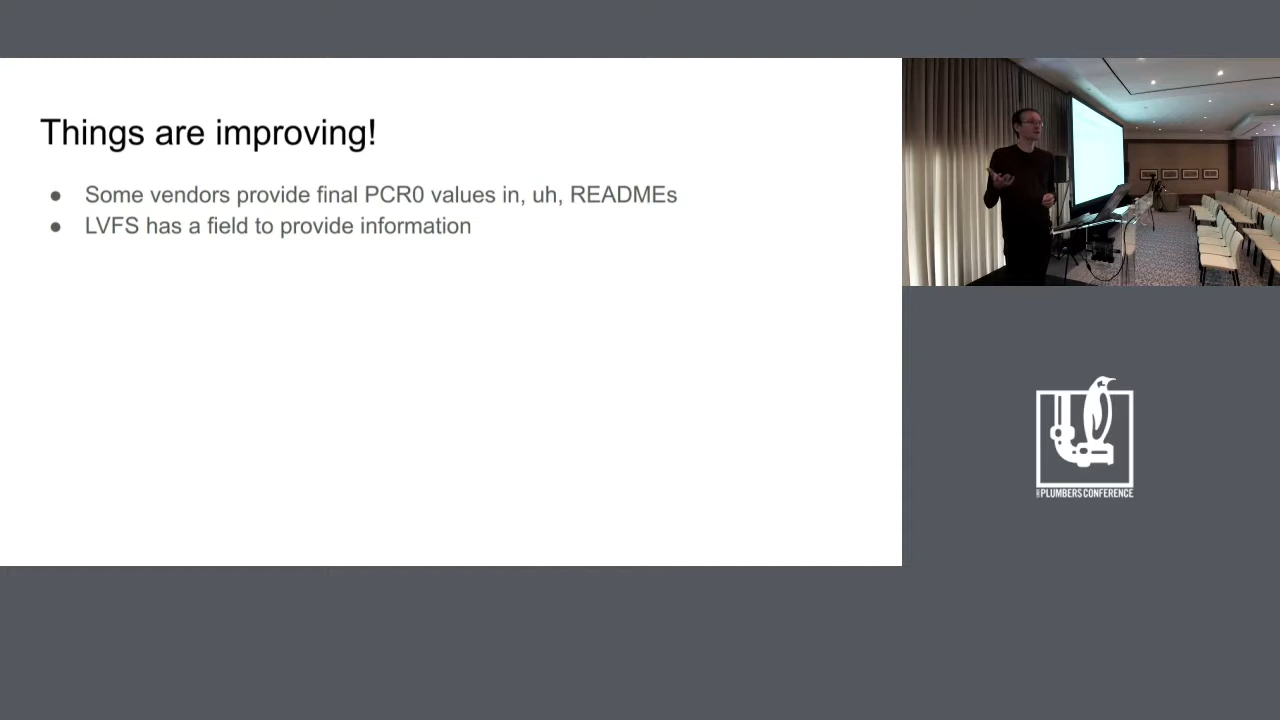 Things are improving!
● Some vendors provide final PCR0 values in, uh, READMEs
● LVFS has a field to provide information
PLUMBERS CONFERENCE